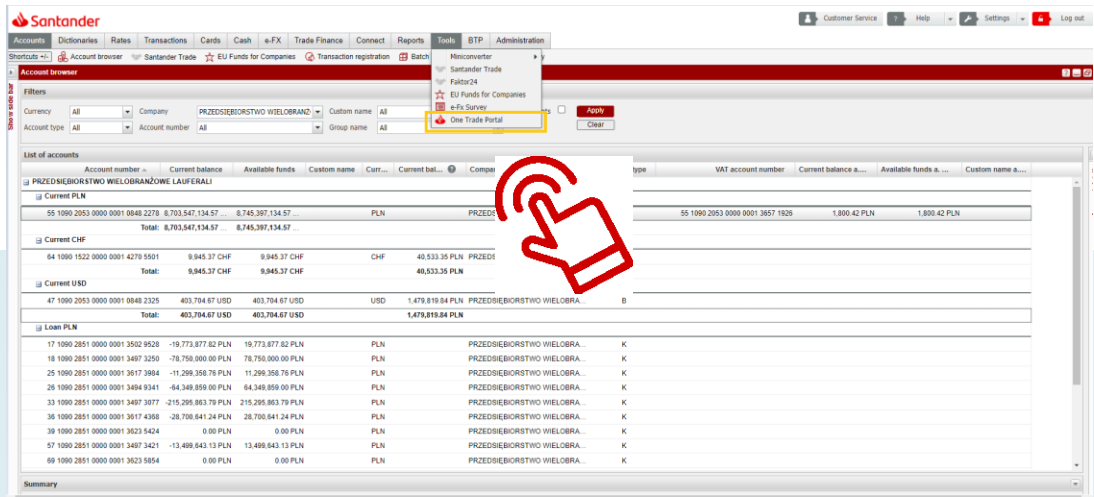 Santander
Customer Service ? Help Settings Log out
Accounts Dictionaries Rates Transactions Cards Cash e-FX Trade Finance Connect Reports Tools BTP Administration
Shortcuts +/- Account browser Santander Trade EU Funds for Companies Transaction registration Batch
Miniconverter
Santander Trade
Faktor24
EU Funds for Companies
e-Fx Survey
One Trade Portal
Show side bar
Account browser
Filters
Currency All Company PRZEDSIĘBIORSTWO WIELOBRANŻ Custom name All Apply
Account type All Account number All Group name All Clear
List of accounts
Account number Current balance Available funds Custom name Curr... Current bal... ? type VAT account number Current balance a.... Available funds a. ... Custom name a....
PRZEDSIĘBIORSTWO WIELOBRANŻOWE LAUFERALI
Current PLN
55 1090 2053 0000 0001 0848 2278 8,703,547,134.57 ... 8,745,397,134.57 ... PLN 55 1090 2053 0000 0001 3657 1926 1,800.42 PLN 1,800.42 PLN
Total: 8,703,547,134.57 ... 8,745,397,134.57 ...
Current CHF
64 1090 1522 0000 0001 4270 5501 9,945.37 CHF 9,945.37 CHF CHF 40,533.35 PLN
Total: 9,945.37 CHF 9,945.37 CHF 40,533.35 PLN
Current USD
47 1090 2053 0000 0001 0848 2325 403,704.67 USD 403,704.67 USD USD 1,479,819.84 PLN PRZEDSIĘBIORSTWO WIELOBRA... B
Total: 403,704.67 USD 403,704.67 USD 1,479,819.84 PLN
Loan PLN
17 1090 2851 0000 0001 3502 9528 -19,773,877.82 PLN 19,773,877.82 PLN PLN PRZEDSIĘBIORSTWO WIELOBRA... K
18 1090 2851 0000 0001 3497 3250 -78,750,000.00 PLN 78,750,000.00 PLN PLN PRZEDSIĘBIORSTWO WIELOBRA... K
25 1090 2851 0000 0001 3617 3984 -11,299,358.76 PLN 11,299,358.76 PLN PLN PRZEDSIĘBIORSTWO WIELOBRA... K
26 1090 2851 0000 0001 3494 9341 -64,349,859.00 PLN 64,349,859.00 PLN PLN PRZEDSIĘBIORSTWO WIELOBRA... K
33 1090 2851 0000 0001 3497 3077 -215,295,863.79 PLN 215,295,863.79 PLN PLN PRZEDSIĘBIORSTWO WIELOBRA... K
36 1090 2851 0000 0001 3617 4368 -28,700,641.24 PLN 28,700,641.24 PLN PLN PRZEDSIĘBIORSTWO WIELOBRA... K
39 1090 2851 0000 0001 3623 5424 0.00 PLN 0.00 PLN PLN PRZEDSIĘBIORSTWO WIELOBRA... K
57 1090 2851 0000 0001 3497 3421 -13,499,643.13 PLN 13,499,643.13 PLN PLN PRZEDSIĘBIORSTWO WIELOBRA... K
69 1090 2851 0000 0001 3623 5854 0.00 PLN 0.00 PLN PLN PRZEDSIĘBIORSTWO WIELOBRA... K
Summary